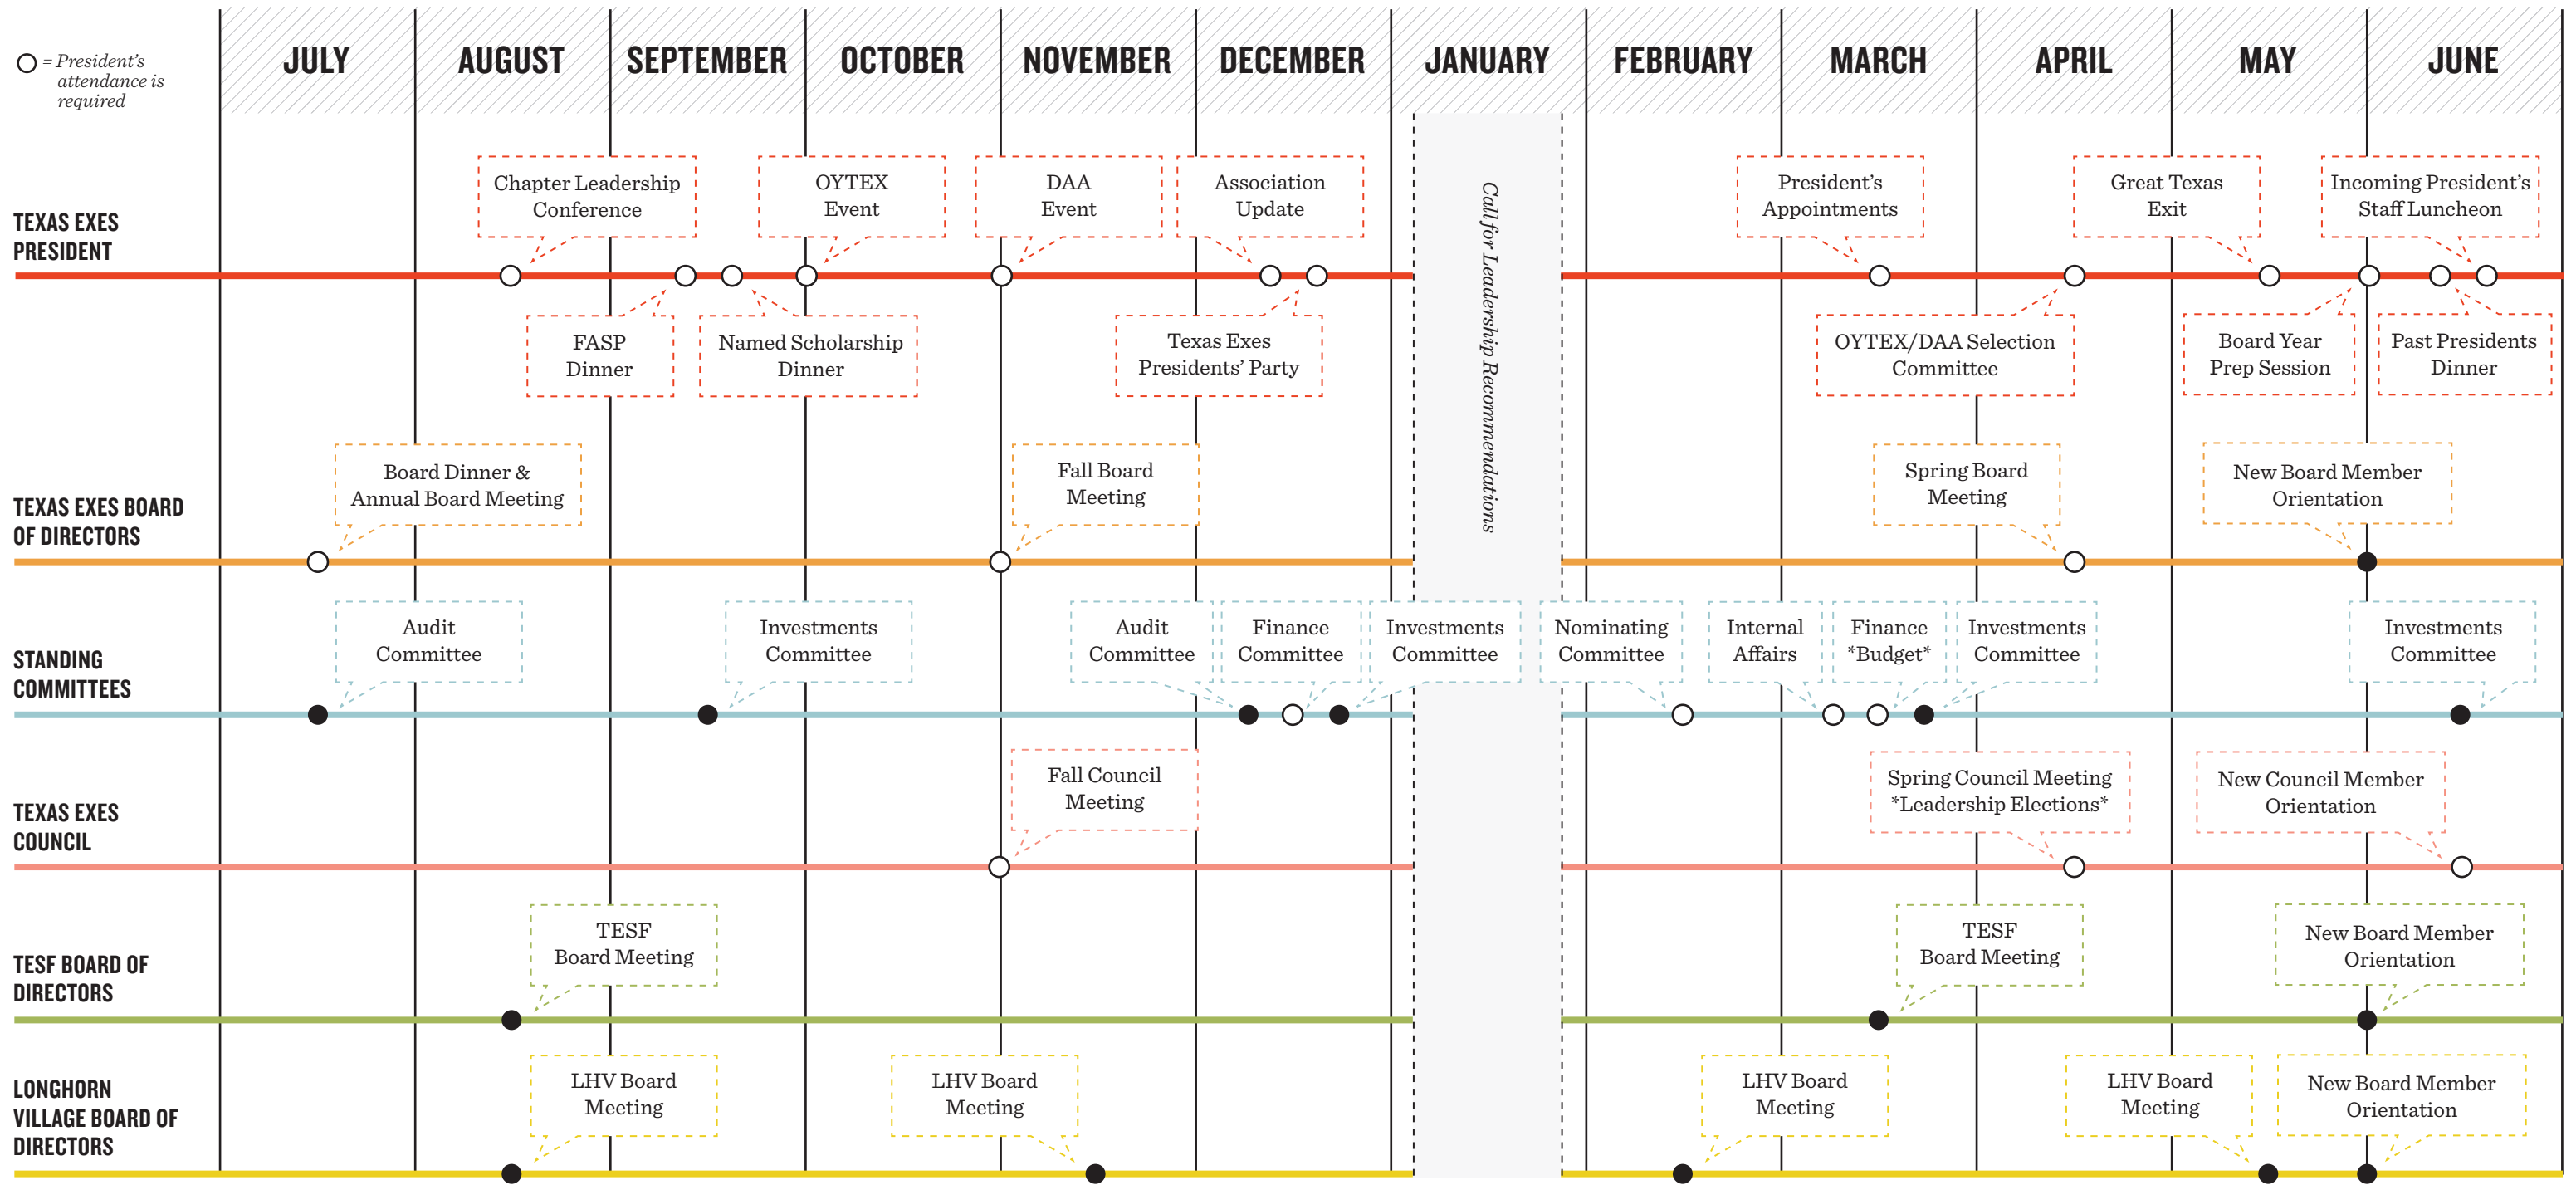 = President's
attendance is
required
JULY
AUGUST
SEPTEMBER
OCTOBER
NOVEMBER
DECEMBER
JANUARY
FEBRUARY
MARCH
APRIL
MAY
JUNE
Call for Leadership Recommendations
TEXAS EXES
PRESIDENT
Chapter Leadership
Conference
OYTEX
Event
DAA
Event
Association
Update
President's
Appointments
Great Texas
Exit
Incoming President's
Staff Luncheon
FASP
Dinner
Named Scholarship
Dinner
Texas Exes
Presidents' Party
OYTEX/DAA Selection
Committee
Board Year
Prep Session
Past Presidents
Dinner
TEXAS EXES BOARD
OF DIRECTORS
Board Dinner &
Annual Board Meeting
Fall Board
Meeting
Spring Board
Meeting
New Board Member
Orientation
STANDING
COMMITTEES
Audit
Committee
Investments
Committee
Audit
Committee
Finance
Committee
Investments
Committee
Nominating
Committee
Internal
Affairs
Finance
*Budget*
Investments
Committee
Investments
Committee
TEXAS EXES
COUNCIL
Fall Council
Meeting
Spring Council Meeting
*Leadership Elections*
New Council Member
Orientation
TESF BOARD OF
DIRECTORS
TESF
Board Meeting
TESF
Board Meeting
New Board Member
Orientation
LONGHORN
VILLAGE BOARD OF
DIRECTORS
LHV Board
Meeting
LHV Board
Meeting
LHV Board
Meeting
LHV Board
Meeting
New Board Member
Orientation